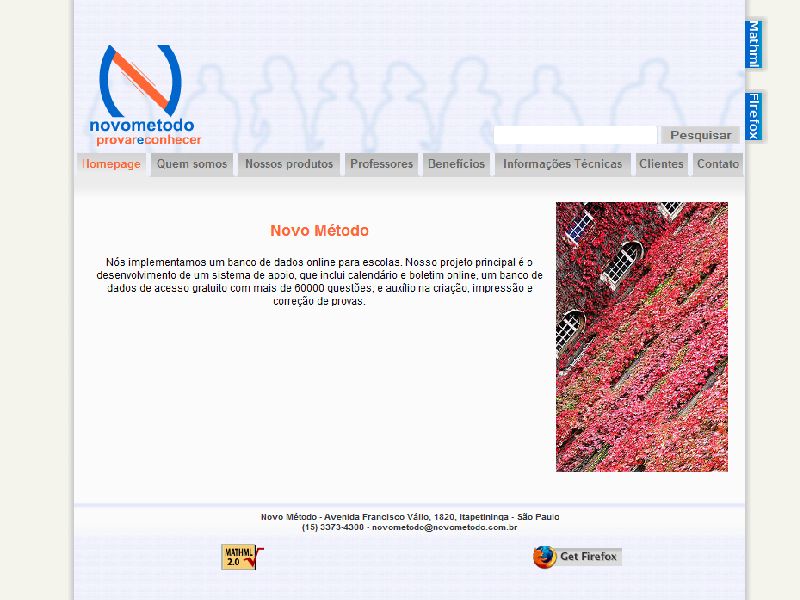 novometodo
provareconhecer
Mathml
Firefox
Pesquisar
Homepage Quem somos Nossos produtos Professores Benefícios Informações Técnicas Clientes Contato
Novo Método
Nós implementamos um banco de dados online para escolas. Nosso projeto principal é o
desenvolvimento de um sistema de apoio, que inclui calendário e boletim online, um banco de
dados de acesso gratuito com mais de 60000 questões, e auxílio na criação, impressão e
correção de provas.
Novo Método - Avenida Francisco Válio, 1820, Itapetininga - São Paulo
(15) 3373-4300 - novometodo@novometodo.com.br
MATHML
2.0
Get Firefox